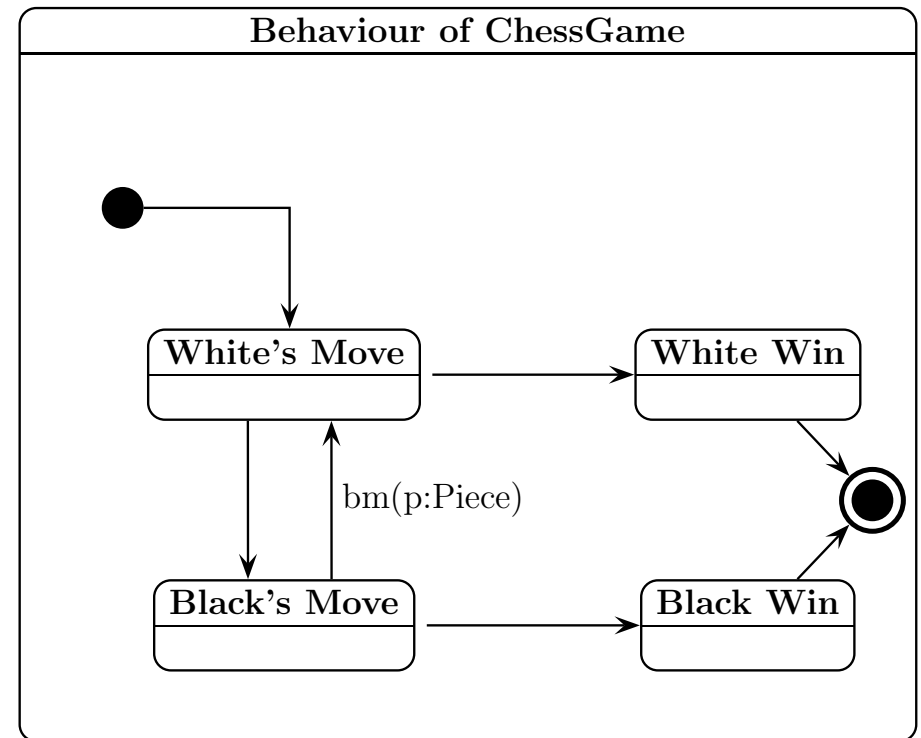 Behaviour of ChessGame
White's Move
White Win
bm(p:Piece)
Black's Move
Black Win